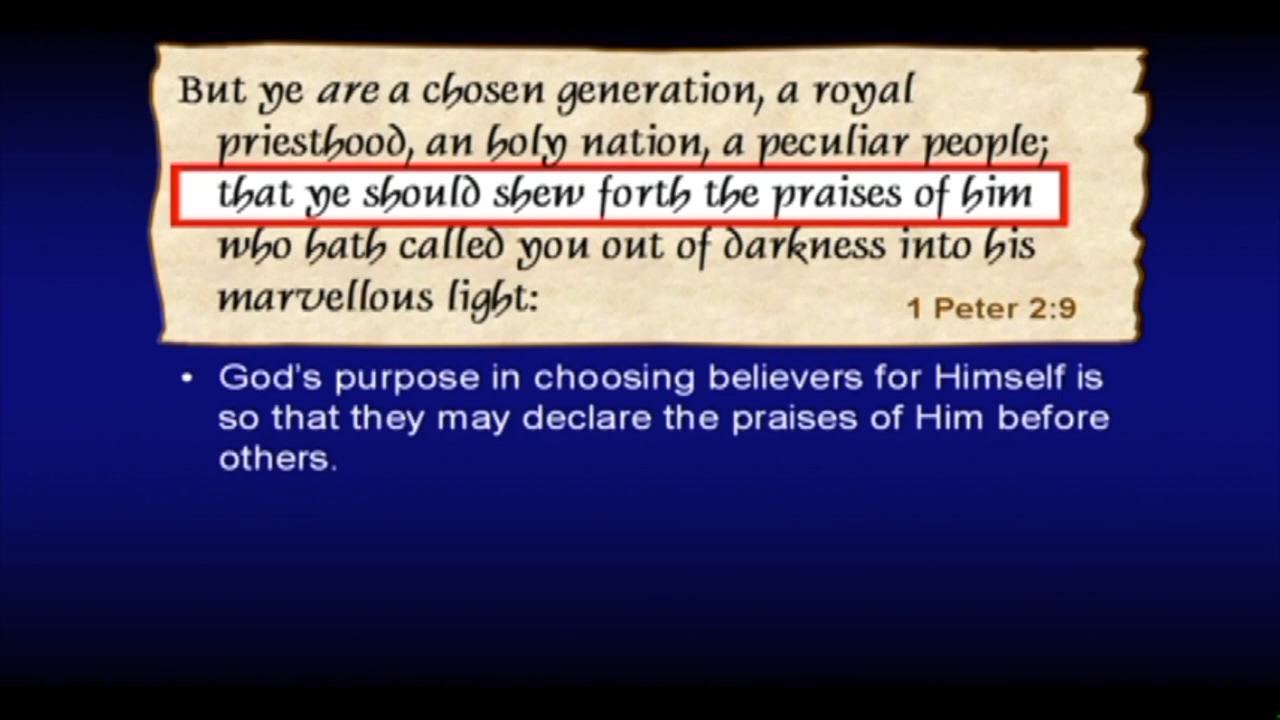 But ye are a chosen generation, a royal
priesthood, an holy nation, a peculiar people;
that ye should shew forth the praises of him
who hath called you out of darkness into his
marvellous light:
1 Peter 2:9
• God's purpose in choosing believers for Himself is
so that they may declare the praises of Him before
others.